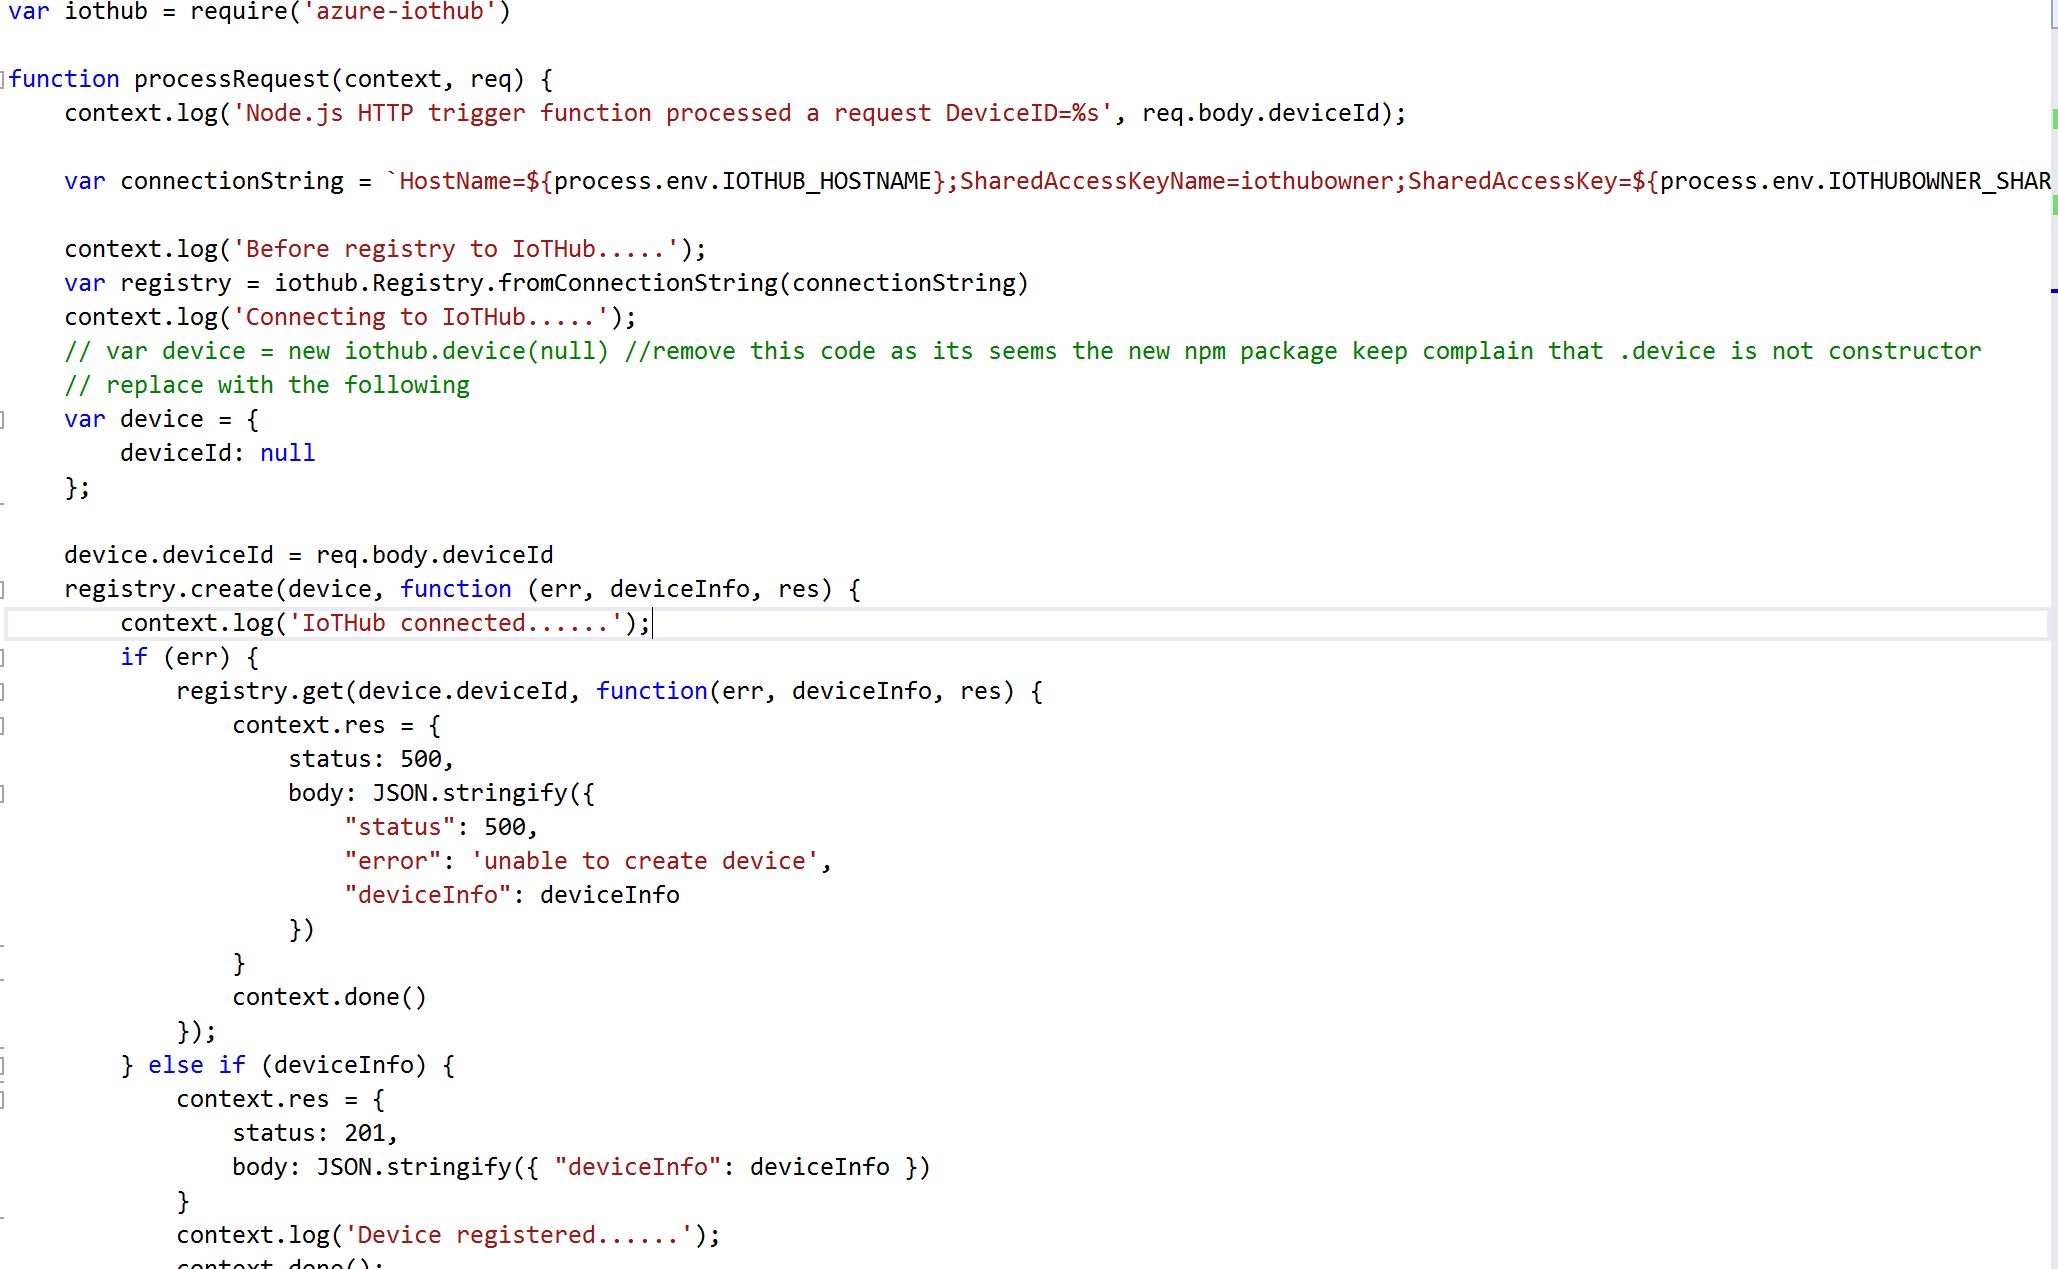 var iothub = require('azure-iothub')
function processRequest(context, req) {
context.log('Node.js HTTP trigger function processed a request DeviceID=%s', req.body.deviceId);
var connectionString = `HostName=${process.env.IOTHUB_HOSTNAME};SharedAccessKeyName=iothubowner;SharedAccessKey=${process.env.IOTHUBOWNER_SHAR
context.log('Before registry to IoTHub.....');
var registry = iothub.Registry.fromConnectionString(connectionString)
context.log('Connecting to IoTHub.....');
// var device = new iothub.device(null) //remove this code as its seems the new npm package keep complain that .device is not constructor
// replace with the following
var device = {
deviceId: null
};
device.deviceId = req.body.deviceId
registry.create(device, function (err, deviceInfo, res) {
context.log('IoTHub connected......');
if (err) {
registry.get(device.deviceId, function(err, deviceInfo, res) {
context.res = {
status: 500,
body: JSON.stringify({
"status": 500,
"error": 'unable to create device',
"deviceInfo": deviceInfo
})
}
context.done()
});
} else if (deviceInfo) {
context.res = {
status: 201,
body: JSON.stringify({ "deviceInfo": deviceInfo })
}
context.log('Device registered......');
context.done();